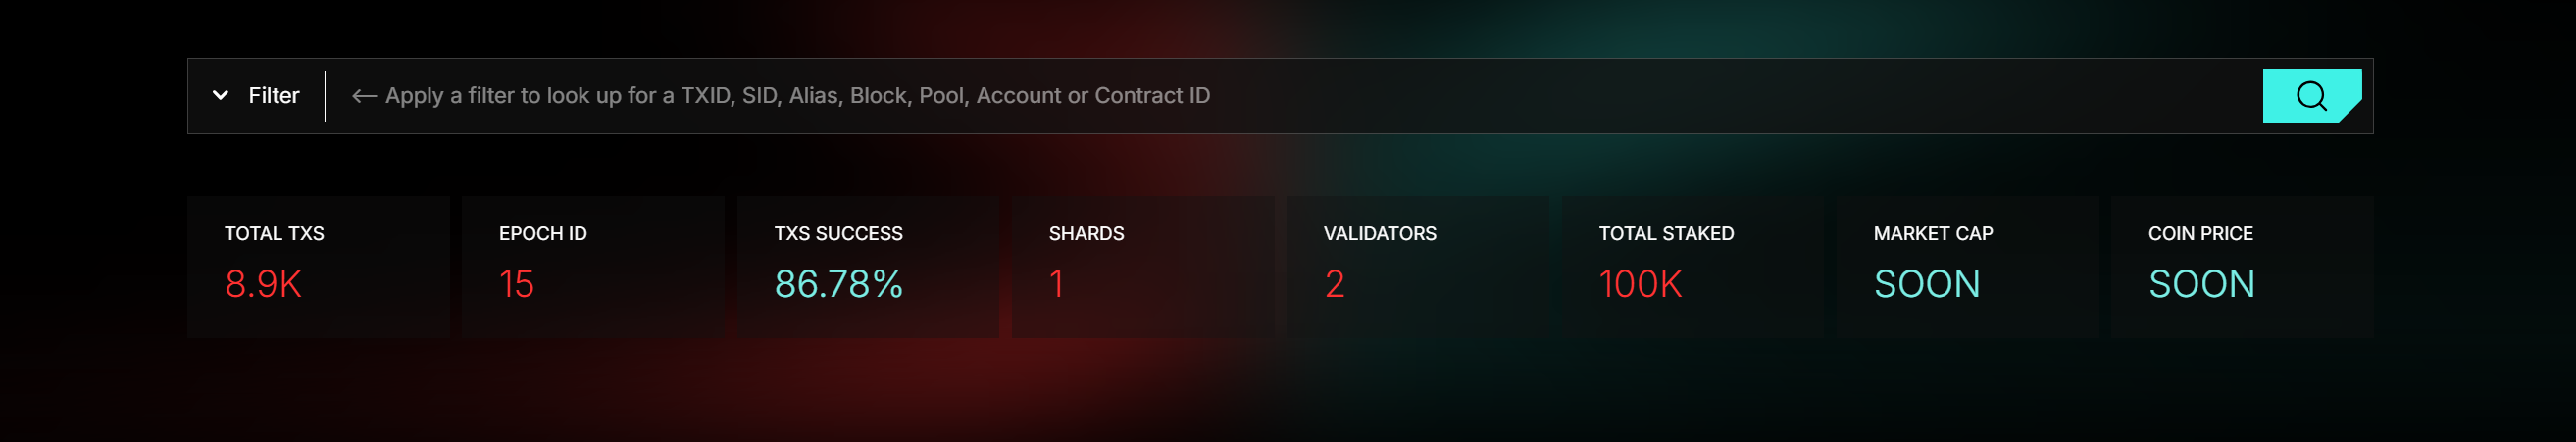 Filter
← Apply a filter to look up for a TXID, SID, Alias, Block, Pool, Account or Contract ID
TOTAL TXS
8.9K
EPOCH ID
15
TXS SUCCESS
86.78%
SHARDS
1
VALIDATORS
2
TOTAL STAKED
100K
MARKET CAP
SOON
COIN PRICE
SOON